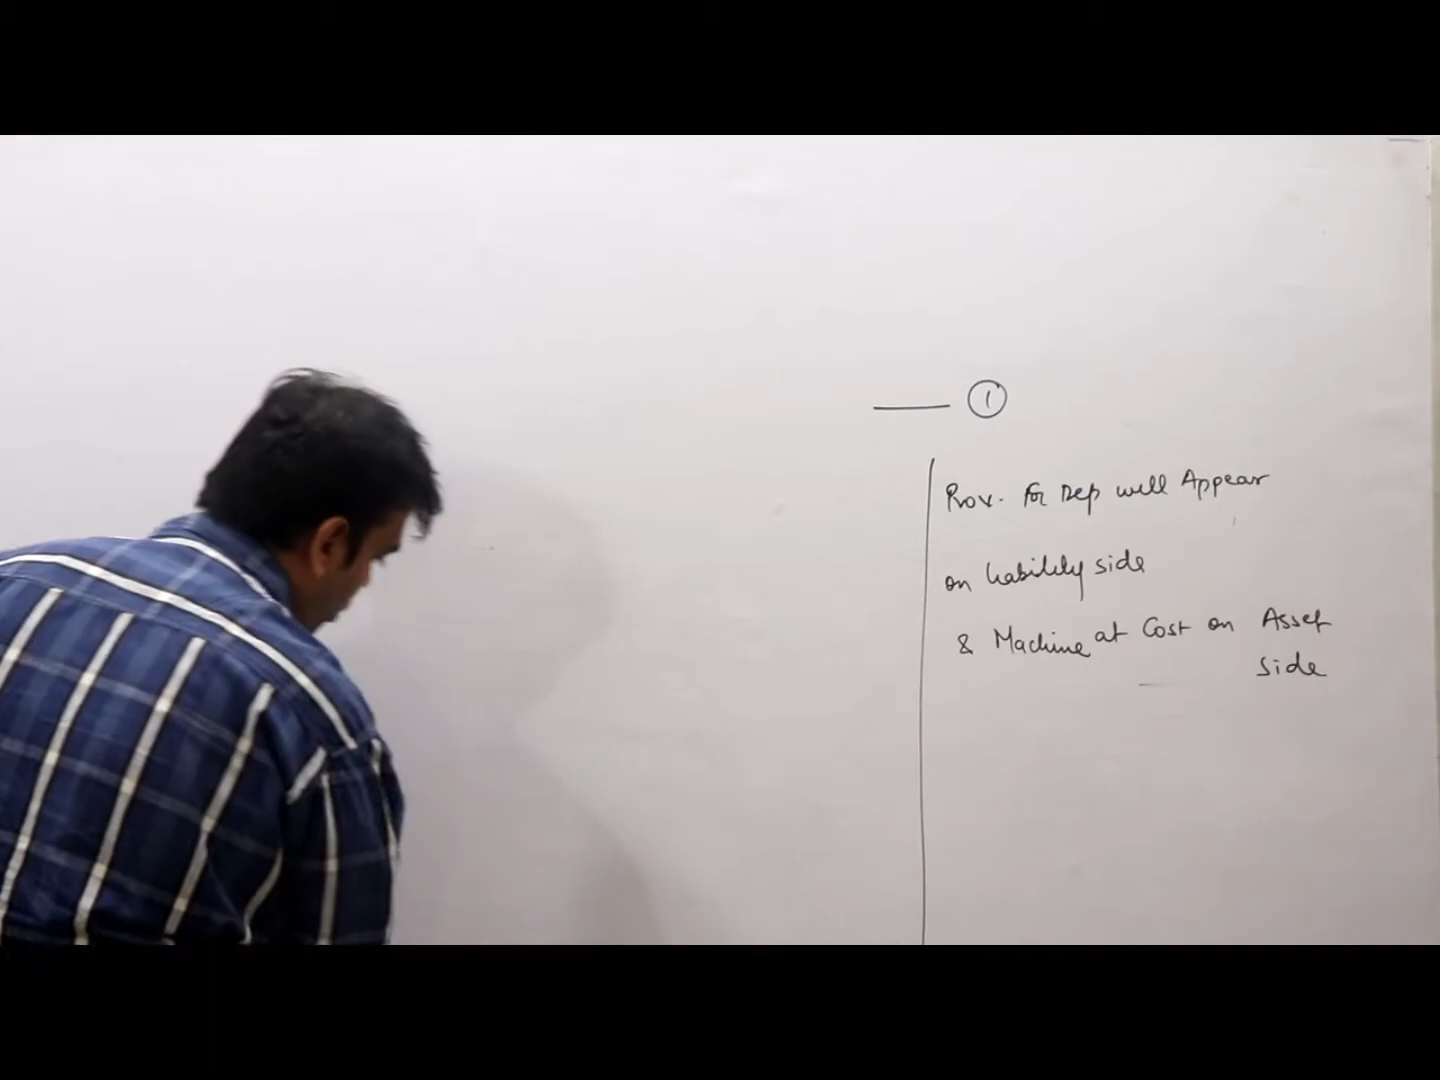 1
Prov. For Dep will Appear
on liability side
& Machine at Cost on Asset
side